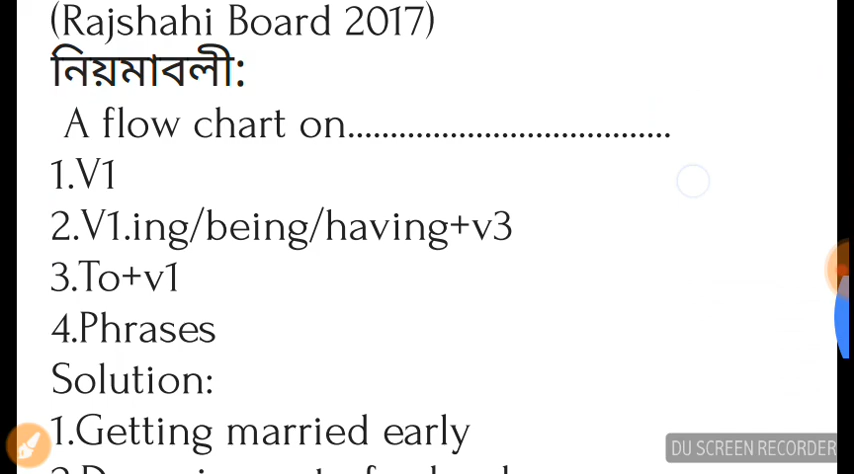 (Rajshahi Board 2017)
নিয়মাবলী:
A flow chart on.....................................
1.V1
2.V1.ing/being/having+v3
3.To+v1
4.Phrases
Solution:
1.Getting married early
DU SCREEN RECORDER